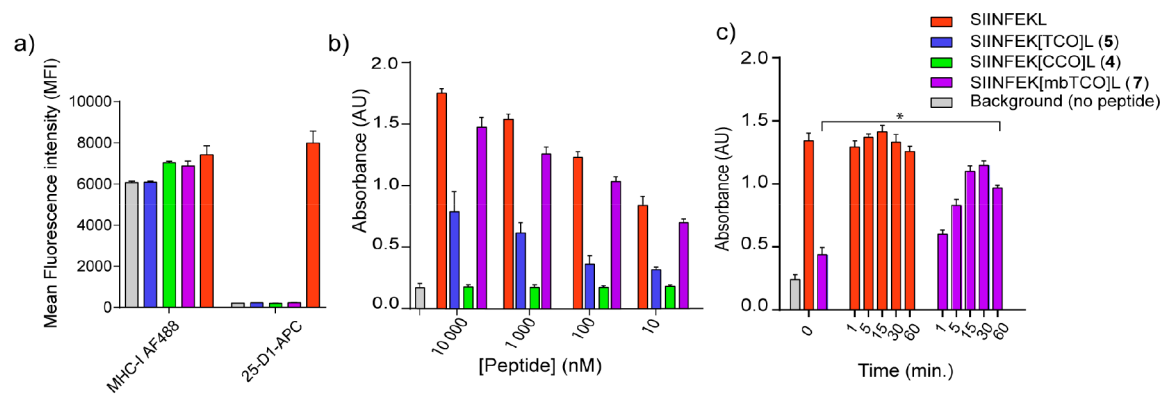 a)
Mean Fluorescence intensity (MFI)
10000
8000
6000
4000
2000
0
MHC-I AF488
25-D1-APC
b)
Absorbance (AU)
2.0
1.5
1.0
0.5
0.0
10 000
1 000
100
10
[Peptide] (nM)
c)
SIINFEKL
SIINFEK[TCO]L (5)
SIINFEK[CCO]L (4)
SIINFEK[mbTCO]L (7)
Background (no peptide)
*
Absorbance (AU)
2.0
1.5
1.0
0.5
0.0
0
1 5 15 30 60
1 5 15 30 60
Time (min.)